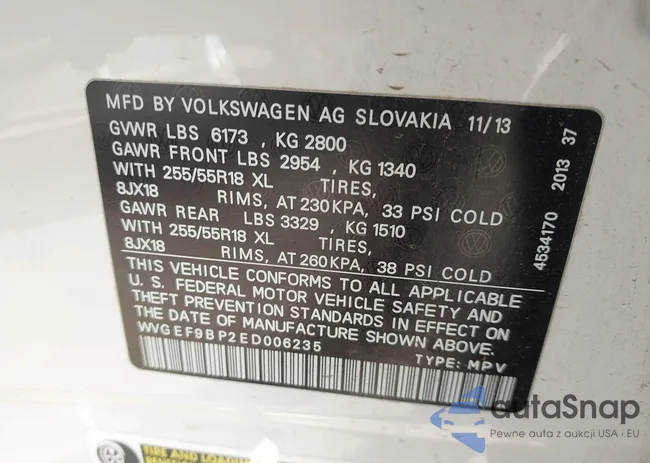 MFD BY VOLKSWAGEN AG SLOVAKIA 11/13
GVWR LBS 6173 , KG 2800
GAWR FRONT LBS 2954 , KG 1340
WITH 255/55R18 XL TIRES,
8JX18 RIMS, AT 230KPA, 33 PSI COLD
GAWR REAR LBS 3329 , KG 1510
WITH 255/55R18 XL TIRES,
8JX18 RIMS, AT 260KPA, 38 PSI COLD
THIS VEHICLE CONFORMS TO ALL APPLICABLE
U. S. FEDERAL MOTOR VEHICLE SAFETY AND
THEFT PREVENTION STANDARDS IN EFFECT ON
THE DATE OF MANUFACTURE SHOWN ABOVE.
WVGEF9BP2ED006235
TYPE: MPV
4534170 2013 37
autoSnap
Pewne auta z aukcji USA i EU
TIRE AND LOADING